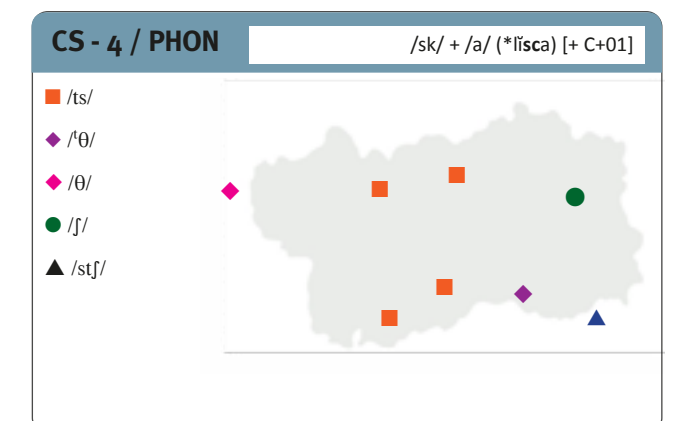 CS - 4 / PHON
/sk/ + /a/ (*lĭsca) [+ C+01]
/ts/
/ᵗθ/
/θ/
/ʃ/
/stʃ/